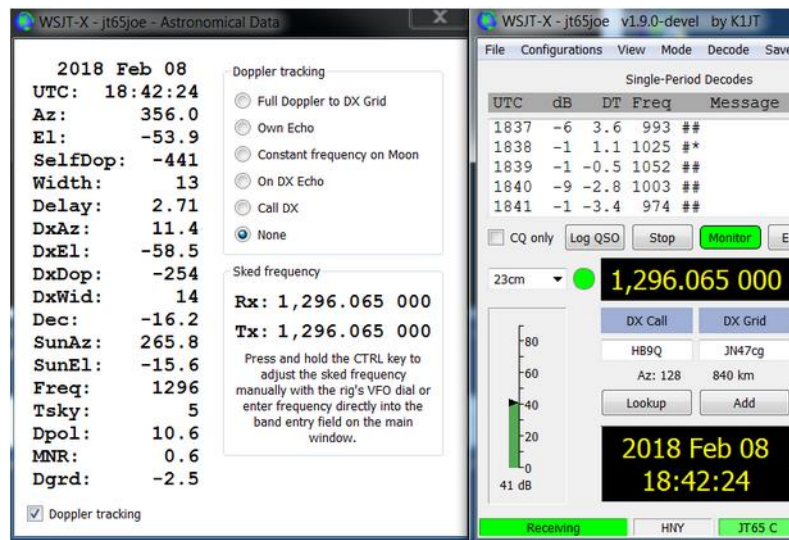 WSJT-X - jt65joe - Astronomical Data
2018 Feb 08
UTC: 18:42:24
Az: 356.0
El: -53.9
SelfDop: -441
Width: 13
Delay: 2.71
DxAz: 11.4
DxEl: -58.5
DxDop: -254
DxWid: 14
Dec: -16.2
SunAz: 265.8
SunEl: -15.6
Freq: 1296
Tsky: 5
Dpol: 10.6
MNR: 0.6
Dgrd: -2.5
Doppler tracking
Doppler tracking
Full Doppler to DX Grid
Own Echo
Constant frequency on Moon
On DX Echo
Call DX
None
Sked frequency
Rx: 1,296.065 000
Tx: 1,296.065 000
Press and hold the CTRL key to
adjust the sked frequency
manually with the rig's VFO dial or
enter frequency directly into the
band entry field on the main
window.
WSJT-X - jt65joe v1.9.0-devel by K1JT
File Configurations View Mode Decode Save
Single-Period Decodes
UTC dB DT Freq Message
1837 -6 3.6 993 ##
1838 -1 1.1 1025 #*
1839 -1 -0.5 1052 ##
1840 -9 -2.8 1003 ##
1841 -1 -3.4 974 ##
CQ only Log QSO Stop Monitor E
23cm 1,296.065 000
DX Call DX Grid
HB9Q JN47cg
Az: 128 840 km
Lookup Add
80
60
40
20
0
41 dB
2018 Feb 08
18:42:24
Receiving HNY JT65 C